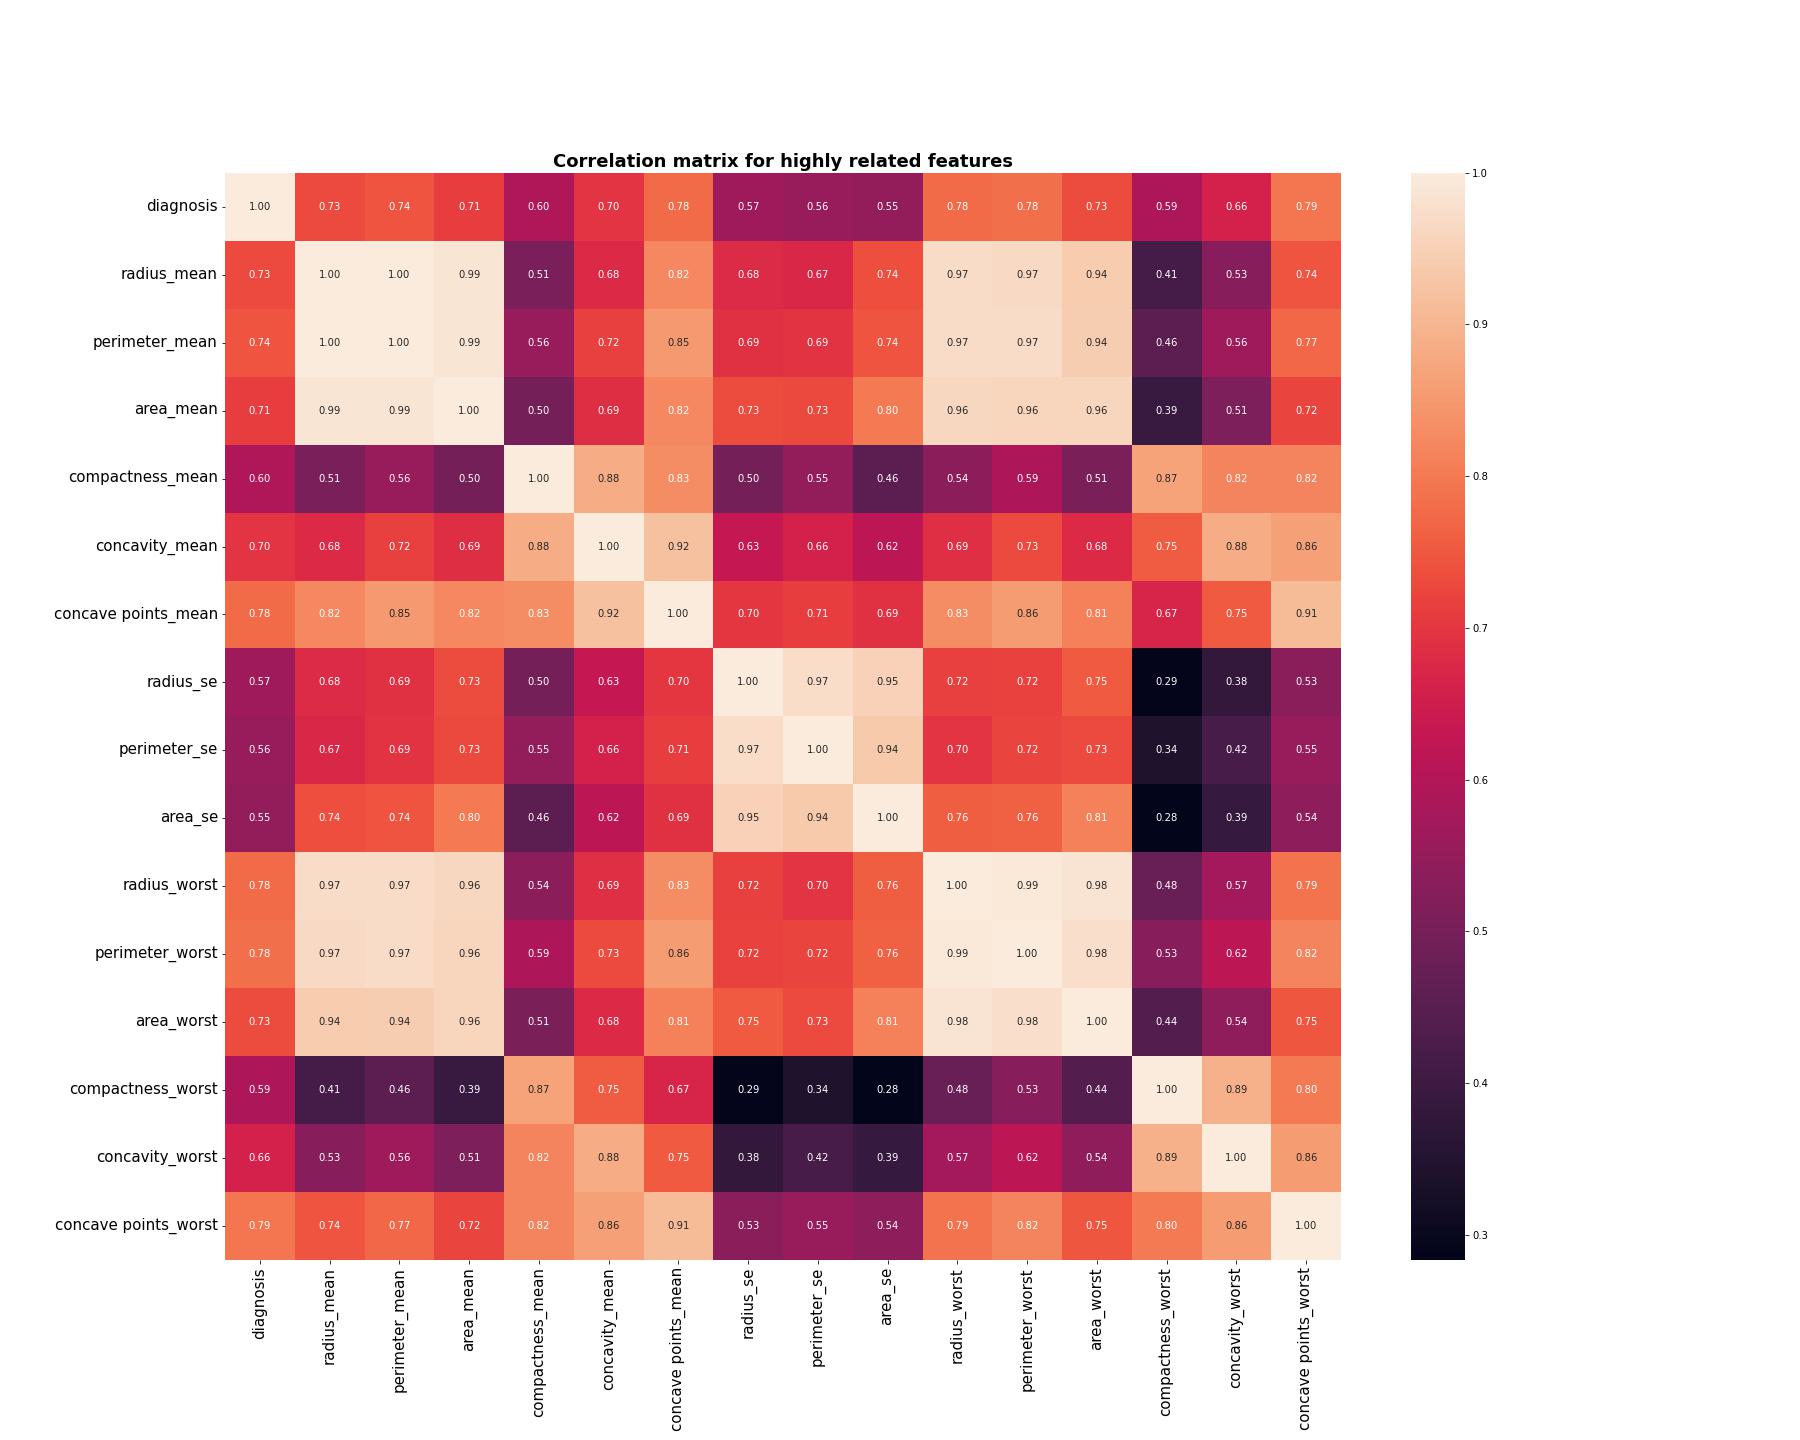 Correlation matrix for highly related features
diagnosis 1.00 0.73 0.74 0.71 0.60 0.70 0.78 0.57 0.56 0.55 0.78 0.78 0.73 0.59 0.66 0.79
radius_mean 0.73 1.00 1.00 0.99 0.51 0.68 0.82 0.68 0.67 0.74 0.97 0.97 0.94 0.41 0.53 0.74
perimeter_mean 0.74 1.00 1.00 0.99 0.56 0.72 0.85 0.69 0.69 0.74 0.97 0.97 0.94 0.46 0.56 0.77
area_mean 0.71 0.99 0.99 1.00 0.50 0.69 0.82 0.73 0.73 0.80 0.96 0.96 0.96 0.39 0.51 0.72
compactness_mean 0.60 0.51 0.56 0.50 1.00 0.88 0.83 0.50 0.55 0.46 0.54 0.59 0.51 0.87 0.82 0.82
concavity_mean 0.70 0.68 0.72 0.69 0.88 1.00 0.92 0.63 0.66 0.62 0.69 0.73 0.68 0.75 0.88 0.86
concave points_mean 0.78 0.82 0.85 0.82 0.83 0.92 1.00 0.70 0.71 0.69 0.83 0.86 0.81 0.67 0.75 0.91
radius_se 0.57 0.68 0.69 0.73 0.50 0.63 0.70 1.00 0.97 0.95 0.72 0.72 0.75 0.29 0.38 0.53
perimeter_se 0.56 0.67 0.69 0.73 0.55 0.66 0.71 0.97 1.00 0.94 0.70 0.72 0.73 0.34 0.42 0.55
area_se 0.55 0.74 0.74 0.80 0.46 0.62 0.69 0.95 0.94 1.00 0.76 0.76 0.81 0.28 0.39 0.54
radius_worst 0.78 0.97 0.97 0.96 0.54 0.69 0.83 0.72 0.70 0.76 1.00 0.99 0.98 0.48 0.57 0.79
perimeter_worst 0.78 0.97 0.97 0.96 0.59 0.73 0.86 0.72 0.72 0.76 0.99 1.00 0.98 0.53 0.62 0.82
area_worst 0.73 0.94 0.94 0.96 0.51 0.68 0.81 0.75 0.73 0.81 0.98 0.98 1.00 0.44 0.54 0.75
compactness_worst 0.59 0.41 0.46 0.39 0.87 0.75 0.67 0.29 0.34 0.28 0.48 0.53 0.44 1.00 0.89 0.80
concavity_worst 0.66 0.53 0.56 0.51 0.82 0.88 0.75 0.38 0.42 0.39 0.57 0.62 0.54 0.89 1.00 0.86
concave points_worst 0.79 0.74 0.77 0.72 0.82 0.86 0.91 0.53 0.55 0.54 0.79 0.82 0.75 0.80 0.86 1.00
diagnosis
radius_mean
perimeter_mean
area_mean
compactness_mean
concavity_mean
concave points_mean
radius_se
perimeter_se
area_se
radius_worst
perimeter_worst
area_worst
compactness_worst
concavity_worst
concave points_worst
1.0
0.9
0.8
0.7
0.6
0.5
0.4
0.3